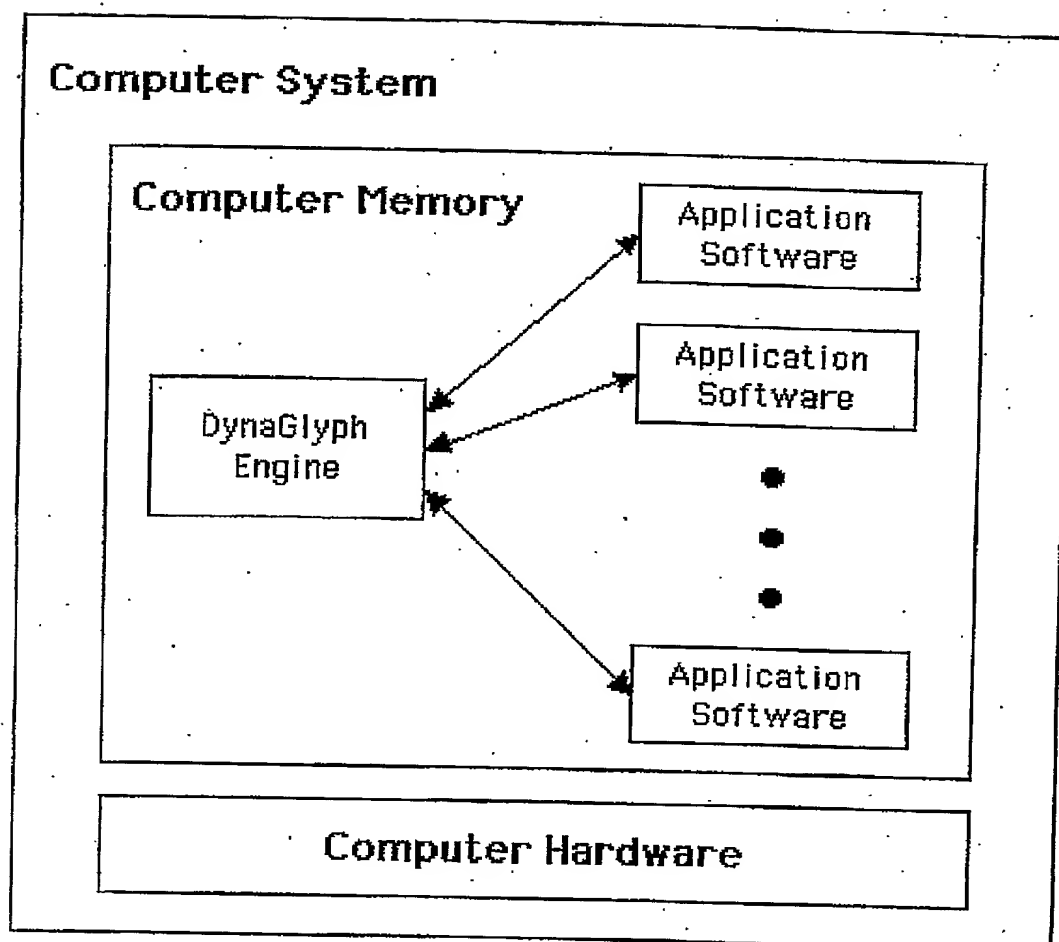 Computer System
Computer Memory
Application
Software
Application
Software
DynaGlyph
Engine
Application
Software
Computer Hardware